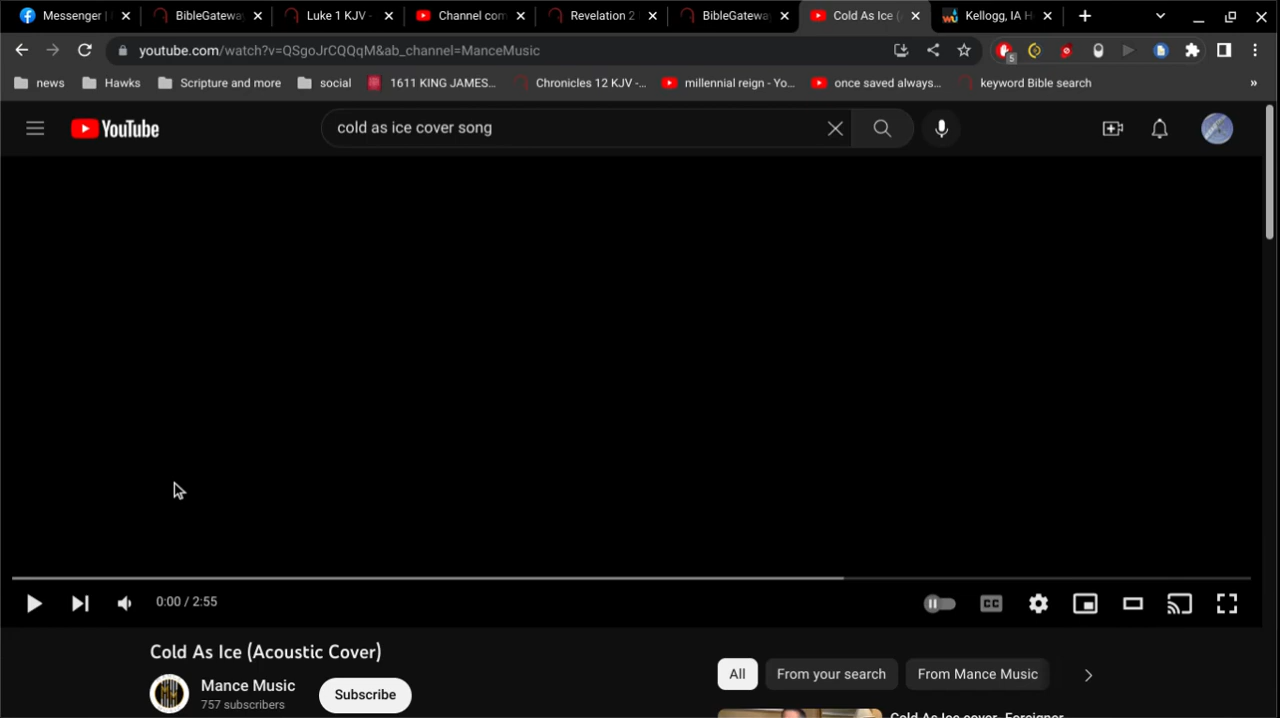 Messenger |
BibleGatewa
Luke 1 KJV -
Channel com
Revelation 2
BibleGatewa
Cold As Ice (
Kellogg, IA H
youtube.com/watch?v=QSgoJrCQQqM&ab_channel=ManceMusic
5
news
Hawks
Scripture and more
social
1611 KING JAMES...
Chronicles 12 KJV -...
millennial reign - Yo...
once saved always...
keyword Bible search
»
YouTube
cold as ice cover song
0:00 / 2:55
CC
Cold As Ice (Acoustic Cover)
Mance Music
757 subscribers
Subscribe
All
From your search
From Mance Music
Cold As Ice cover- Foreigner